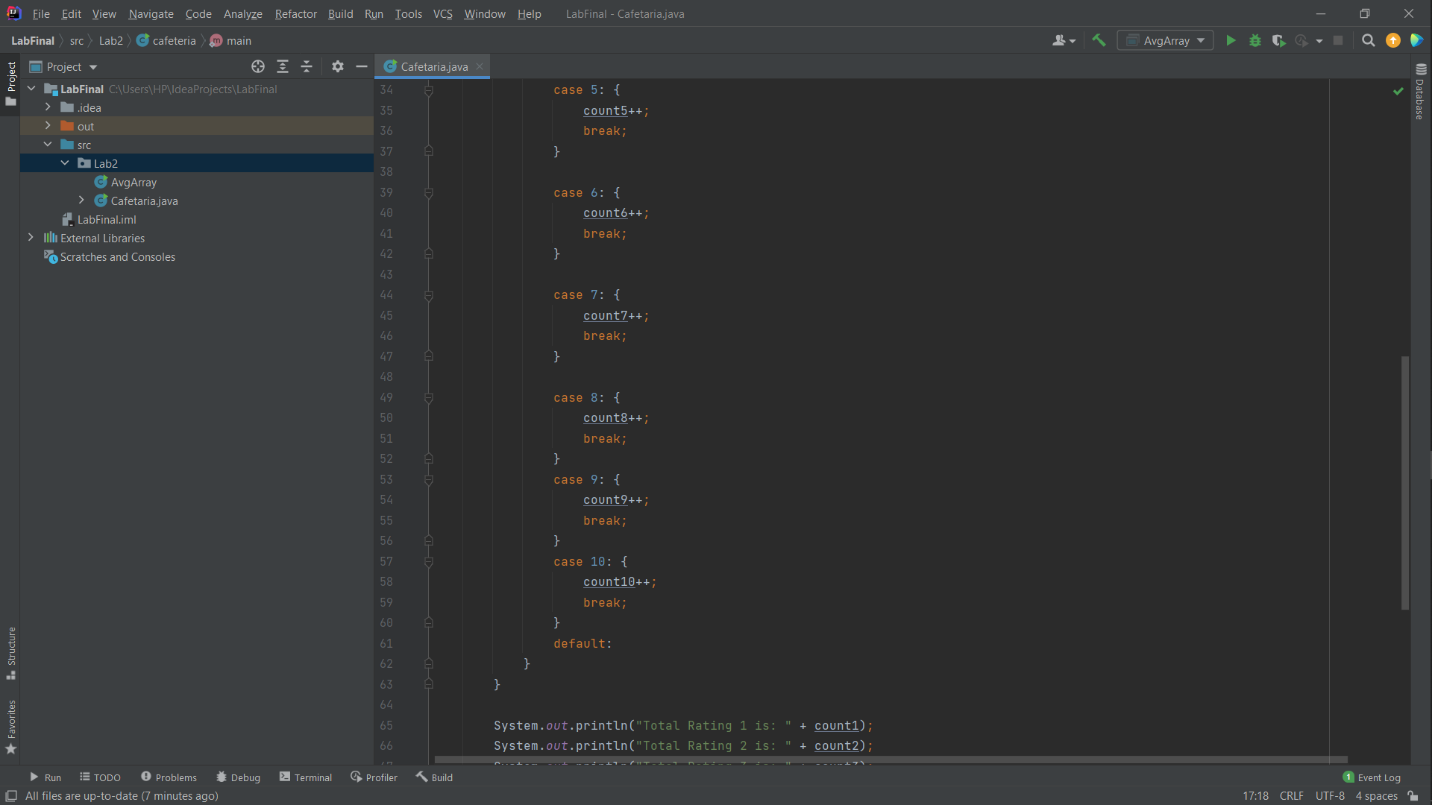 File Edit View Navigate Code Analyze Refactor Build Run Tools VCS Window Help LabFinal - Cafetaria.java
LabFinal src Lab2 cafeteria main AvgArray
Project
Project
Cafetaria.java
LabFinal C:\Users\HP\IdeaProjects\LabFinal
.idea
out
src
Lab2
AvgArray
Cafetaria.java
LabFinal.iml
External Libraries
Scratches and Consoles
Structure
Favorites
34 case 5: {
35 count5++;
36 break;
37 }
38
39 case 6: {
40 count6++;
41 break;
42 }
43
44 case 7: {
45 count7++;
46 break;
47 }
48
49 case 8: {
50 count8++;
51 break;
52 }
53 case 9: {
54 count9++;
55 break;
56 }
57 case 10: {
58 count10++;
59 break;
60 }
61 default:
62 }
63 }
64
65 System.out.println("Total Rating 1 is: " + count1);
66 System.out.println("Total Rating 2 is: " + count2);
Database
Run TODO Problems Debug Terminal Profiler Build 1 Event Log
All files are up-to-date (7 minutes ago) 17:18 CRLF UTF-8 4 spaces